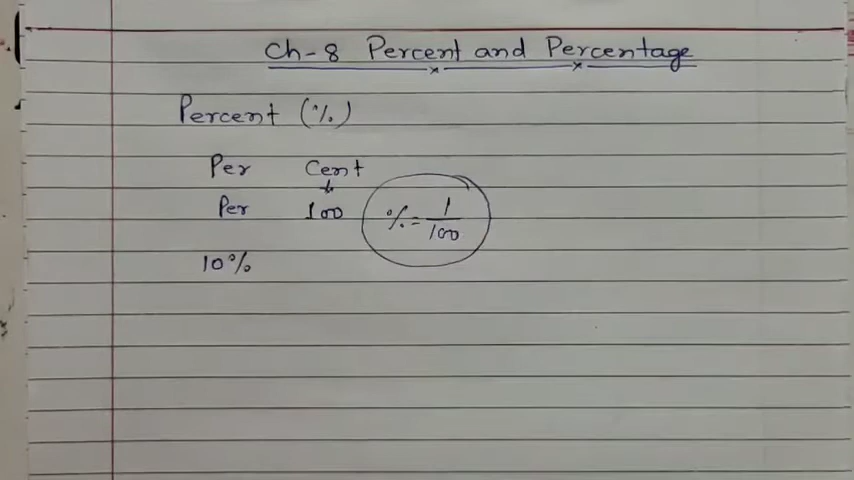 Ch-8 Percent and Percentage
Percent (%)
Per Cent
Per 100 % = 1/100
10%